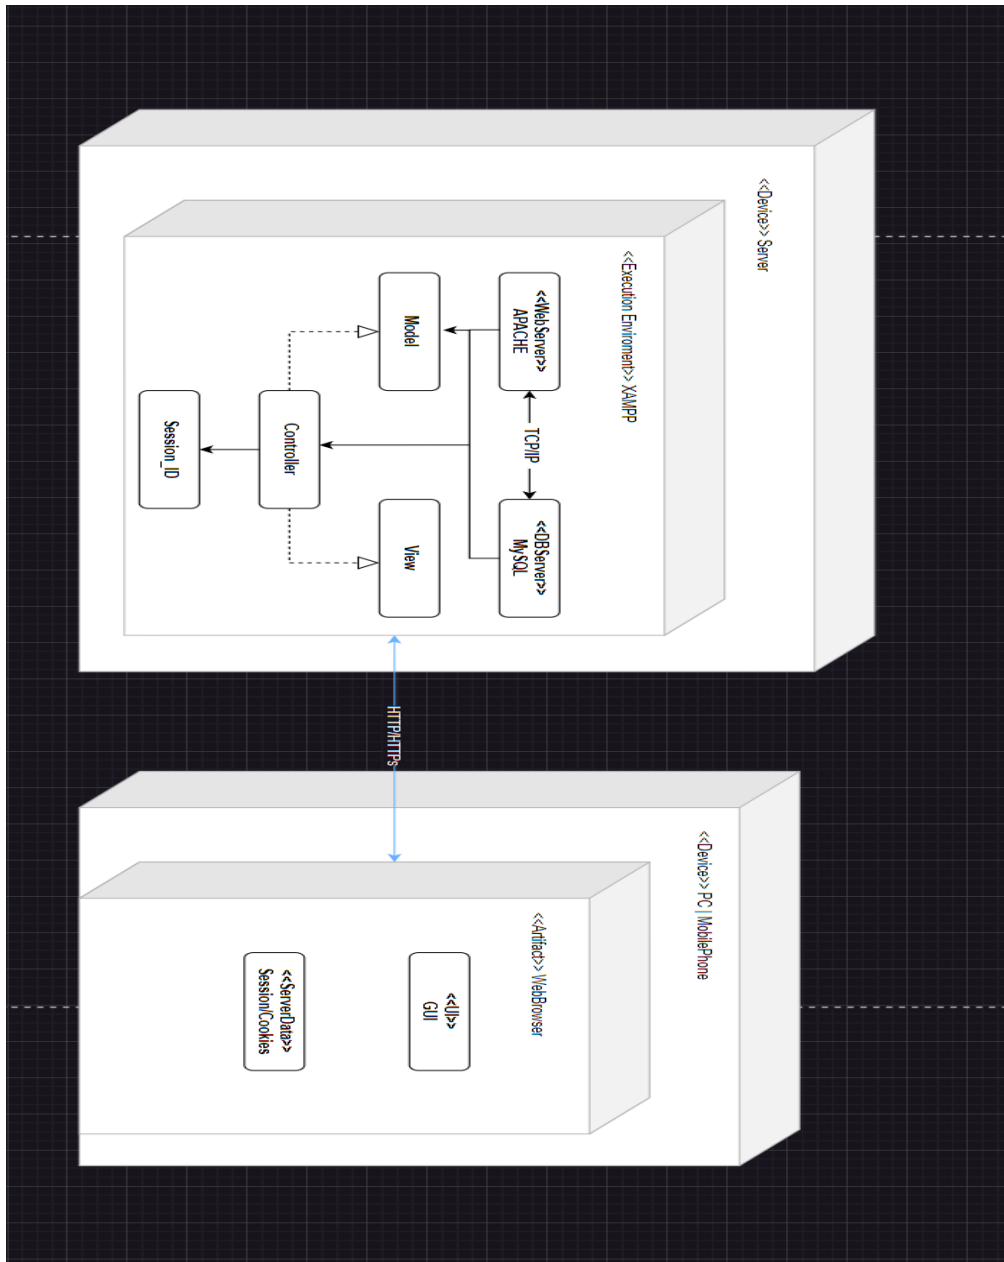 <<Device>> Server
<<Execution Enviroment>> XAMPP
<<WebServer>>
APACHE
TCP/IP
<<DBServer>>
MySQL
Model
View
Controller
Session_ID
HTTP/HTTPs
<<Device>> PC | MobilePhone
<<Artifact>> WebBrowser
<<UI>>
GUI
<<ServerData>>
Session/Cookies